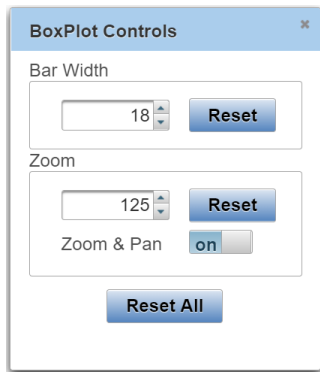 BoxPlot Controls
Bar Width
18 Reset
Zoom
125 Reset
Zoom & Pan on
Reset All